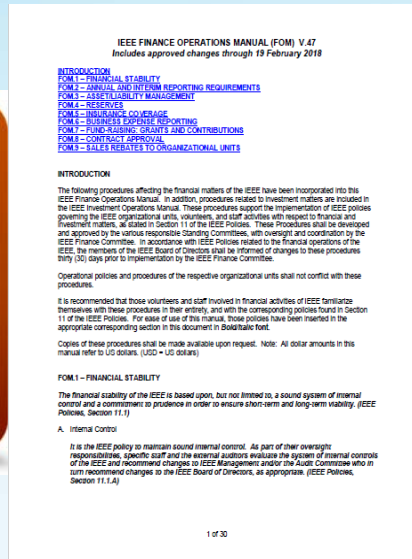 IEEE FINANCE OPERATIONS MANUAL (FOM) V.47
Includes approved changes through 19 February 2018
INTRODUCTION
FOM.1 – FINANCIAL STABILITY
FOM.2 – ANNUAL AND INTERIM REPORTING REQUIREMENTS
FOM.3 – ASSET/LIABILITY MANAGEMENT
FOM.4 – RESERVES
FOM.5 – INSURANCE COVERAGE
FOM.6 – BUSINESS EXPENSE REPORTING
FOM.7 – FUND-RAISING: GRANTS AND CONTRIBUTIONS
FOM.8 – CONTRACT APPROVAL
FOM.9 – SALES REBATES TO ORGANIZATIONAL UNITS
INTRODUCTION
The following procedures affecting the financial matters of the IEEE have been incorporated into this
IEEE Finance Operations Manual. In addition, procedures related to investment matters are included in
the IEEE Investment Operations Manual. These procedures support the implementation of IEEE policies
governing the IEEE organizational units, volunteers, and staff activities with respect to financial and
investment matters, as stated in Section 11 of the IEEE Policies. These Procedures shall be developed
and approved by the various responsible Standing Committees, with oversight and coordination by the
IEEE Finance Committee. In accordance with IEEE Policies related to the financial operations of the
IEEE, the members of the IEEE Board of Directors shall be informed of changes to these procedures
thirty (30) days prior to implementation by the IEEE Finance Committee.
Operational policies and procedures of the respective organizational units shall not conflict with these
procedures.
It is recommended that those volunteers and staff involved in financial activities of IEEE familiarize
themselves with these procedures in their entirety, and with the corresponding policies found in Section
11 of the IEEE Policies. For ease of use of this manual, those policies have been inserted in the
appropriate corresponding section in this document in Bold/Italic font.
Copies of these procedures shall be made available upon request. Note: All dollar amounts in this
manual refer to US dollars. (USD = US dollars)
FOM.1 – FINANCIAL STABILITY
The financial stability of the IEEE is based upon, but not limited to, a sound system of internal
control and a commitment to prudence in order to ensure short-term and long-term viability. (IEEE
Policies, Section 11.1)
A. Internal Control
It is the IEEE policy to maintain sound internal control. As part of their oversight
responsibilities, specific staff and the external auditors evaluate the system of internal controls
of the IEEE and recommend changes to IEEE Management and/or the Audit Committee who in
turn recommend changes to the IEEE Board of Directors, as appropriate. (IEEE Policies,
Section 11.1.A)
1 of 30